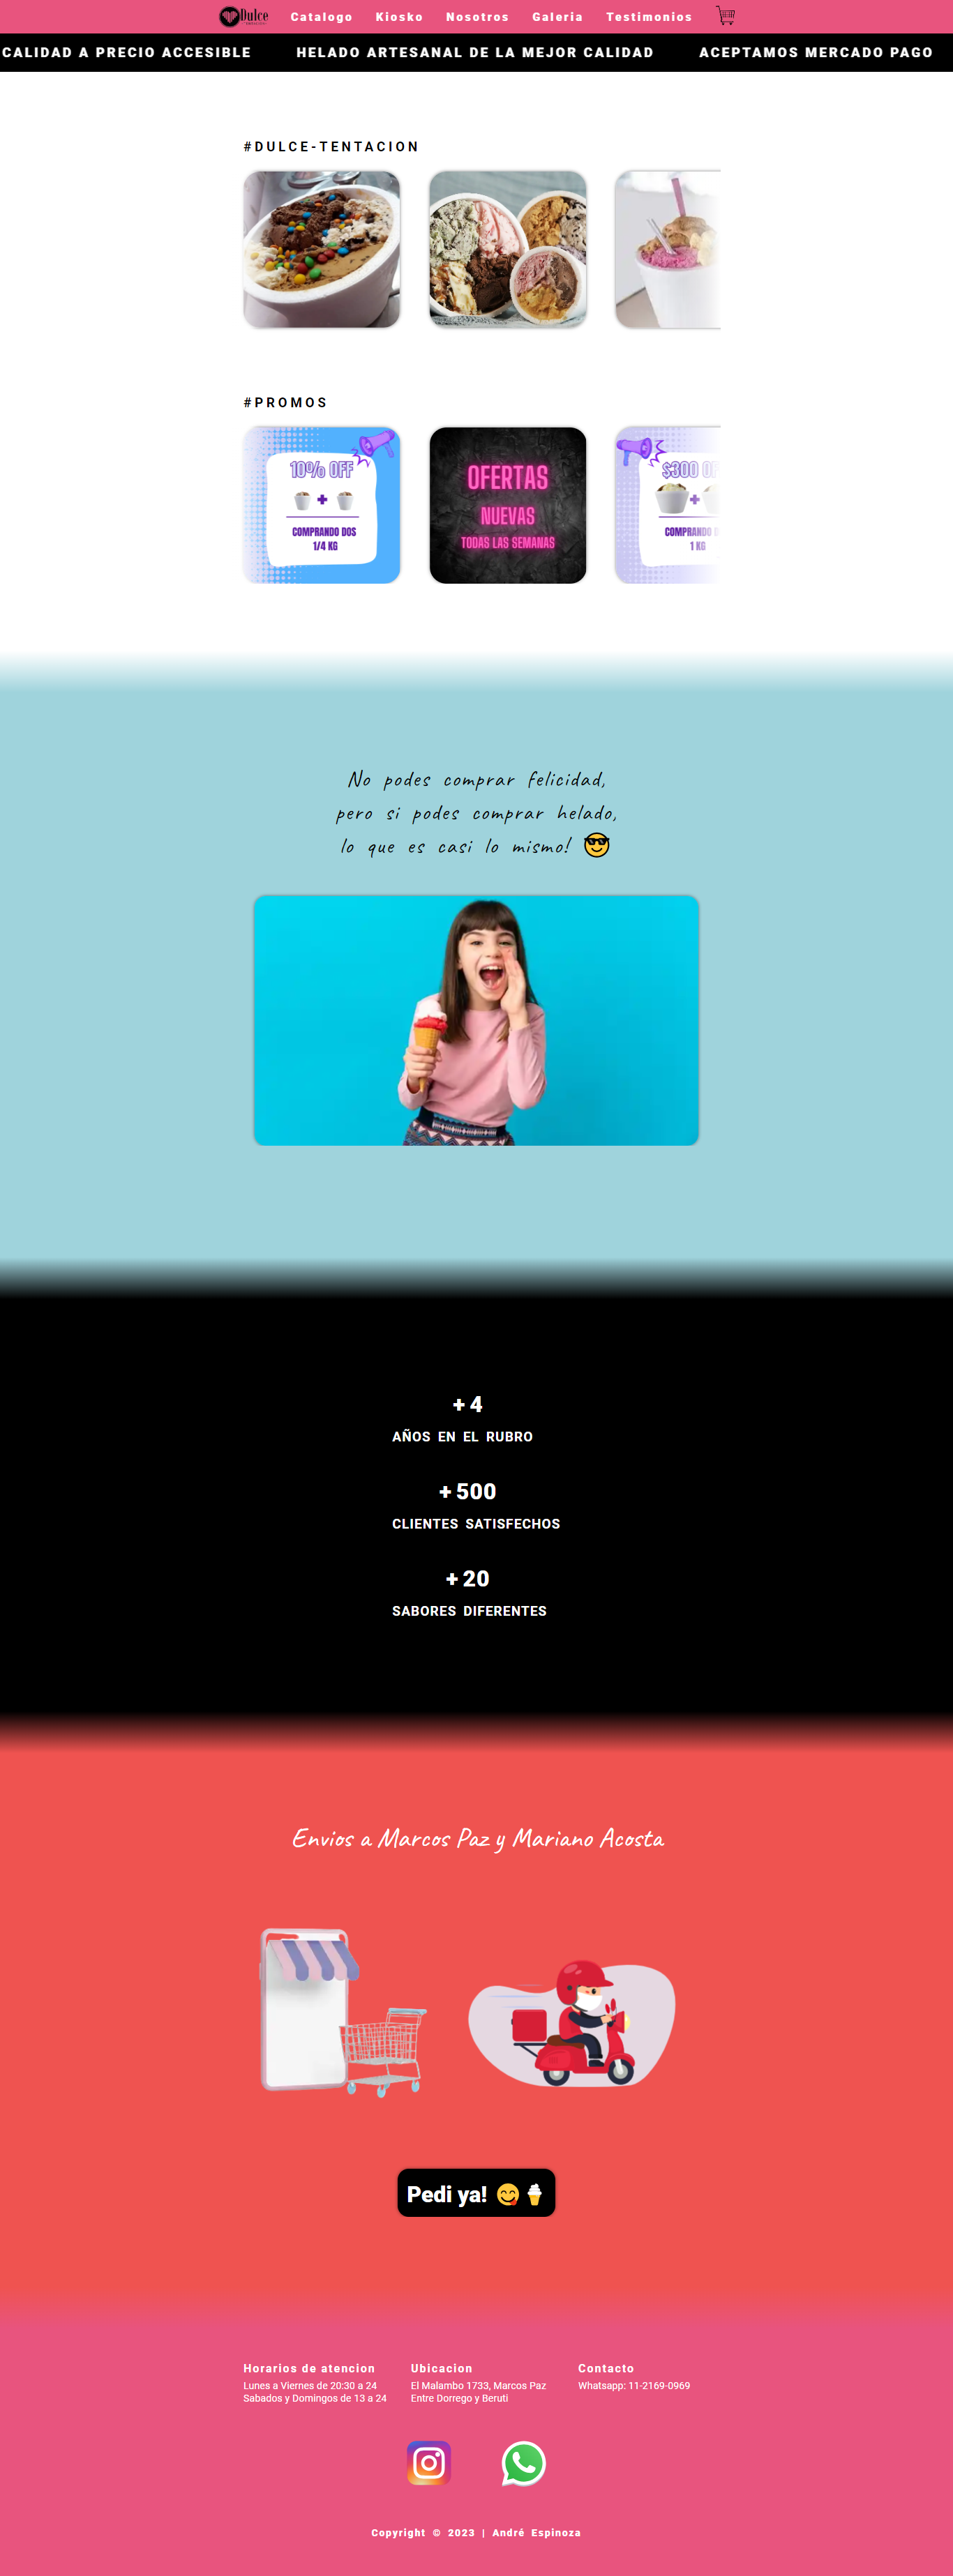 Dulce
Catalogo Kiosko Nosotros Galeria Testimonios
CALIDAD A PRECIO ACCESIBLE HELADO ARTESANAL DE LA MEJOR CALIDAD ACEPTAMOS MERCADO PAGO
#DULCE-TENTACION
#PROMOS
10% OFF
+
COMPRANDO DOS
1/4 KG
OFERTAS
NUEVAS
TODAS LAS SEMANAS
$300
+
COMPRANDO
1 KG
No podes comprar felicidad,
pero si podes comprar helado,
lo que es casi lo mismo! 😎
+ 4
AÑOS EN EL RUBRO
+ 500
CLIENTES SATISFECHOS
+ 20
SABORES DIFERENTES
Envios a Marcos Paz y Mariano Acosta
Pedi ya! 😋🍦
Horarios de atencion
Lunes a Viernes de 20:30 a 24
Sabados y Domingos de 13 a 24
Ubicacion
El Malambo 1733, Marcos Paz
Entre Dorrego y Beruti
Contacto
Whatsapp: 11-2169-0969
Copyright © 2023 | André Espinoza